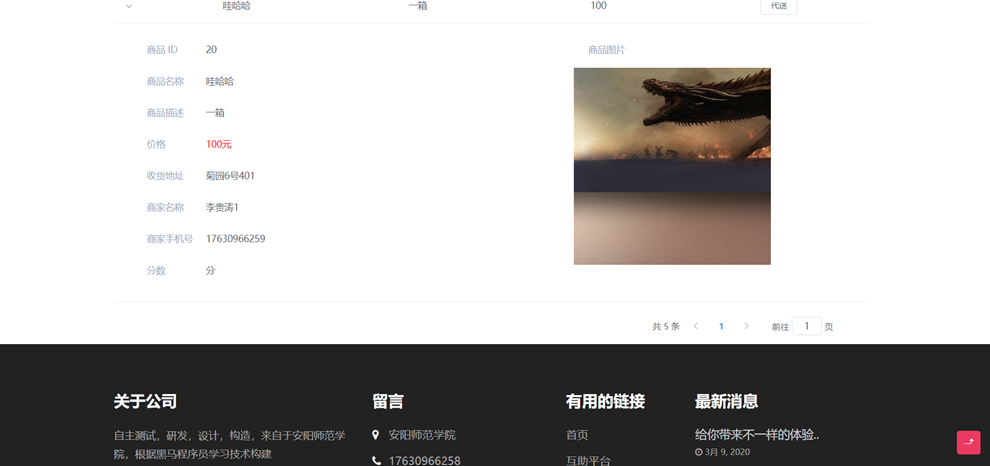 哇哈哈 一箱 100 代送
商品 ID 20 商品图片
商品名称 哇哈哈
商品描述 一箱
价格 100元
收货地址 菊园6号401
商家名称 李贵涛1
商家手机号 17630966259
分数 分
共 5 条 1 前往 1 页
关于公司 留言 有用的链接 最新消息
自主测试，研发，设计，构造，来自于安阳师范学 安阳师范学院 首页 给你带来不一样的体验..
院，根据黑马程序员学习技术构建 17630966258 互助平台 3月 9, 2020